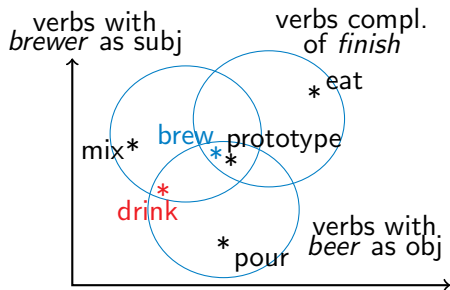 verbs with
brewer as subj
verbs compl.
of finish
eat
brew
prototype
mix
drink
verbs with
beer as obj
pour